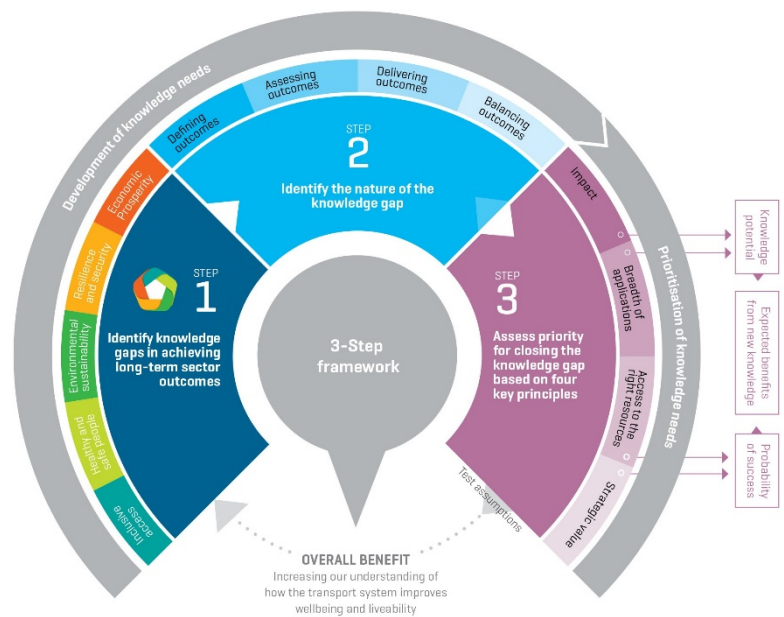 Development of knowledge needs
Defining
outcomes
Assessing
outcomes
Delivering
outcomes
Balancing
outcomes
STEP
2
Identify the nature of the
knowledge gap
Economic
Prosperity
Resilience
and security
Environmental
sustainability
Healthy and
safe people
Inclusive
access
STEP
1
Identify knowledge
gaps in achieving
long-term sector
outcomes
3-Step
framework
STEP
3
Assess priority
for closing the
knowledge gap
based on four
key principles
Impact
Breadth of
applications
Access to the
right resources
Strategic value
Prioritisation of knowledge needs
Knowledge
potential
Expected benefits
from new knowledge
Probability
of success
Test assumptions
OVERALL BENEFIT
Increasing our understanding of
how the transport system improves
wellbeing and liveability